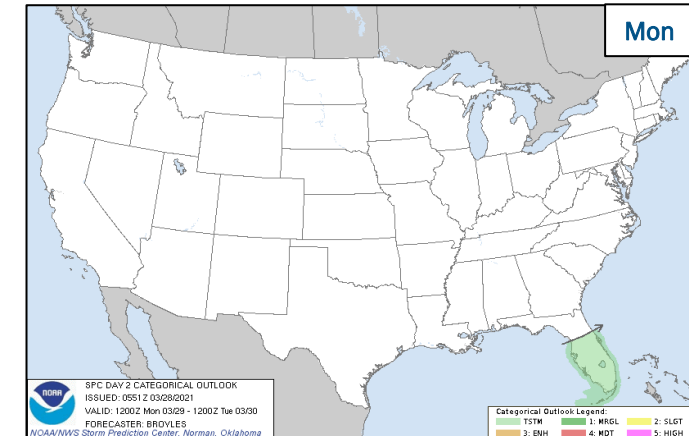 Mon
NOAA
SPC DAY 2 CATEGORICAL OUTLOOK
ISSUED: 0551Z 03/28/2021
VALID: 1200Z Mon 03/29 - 1200Z Tue 03/30
FORECASTER: BROYLES
NOAA/NWS Storm Prediction Center, Norman, Oklahoma
Categorical Outlook Legend:
TSTM 1: MRGL 2: SLGT
3: ENH 4: MDT 5: HIGH